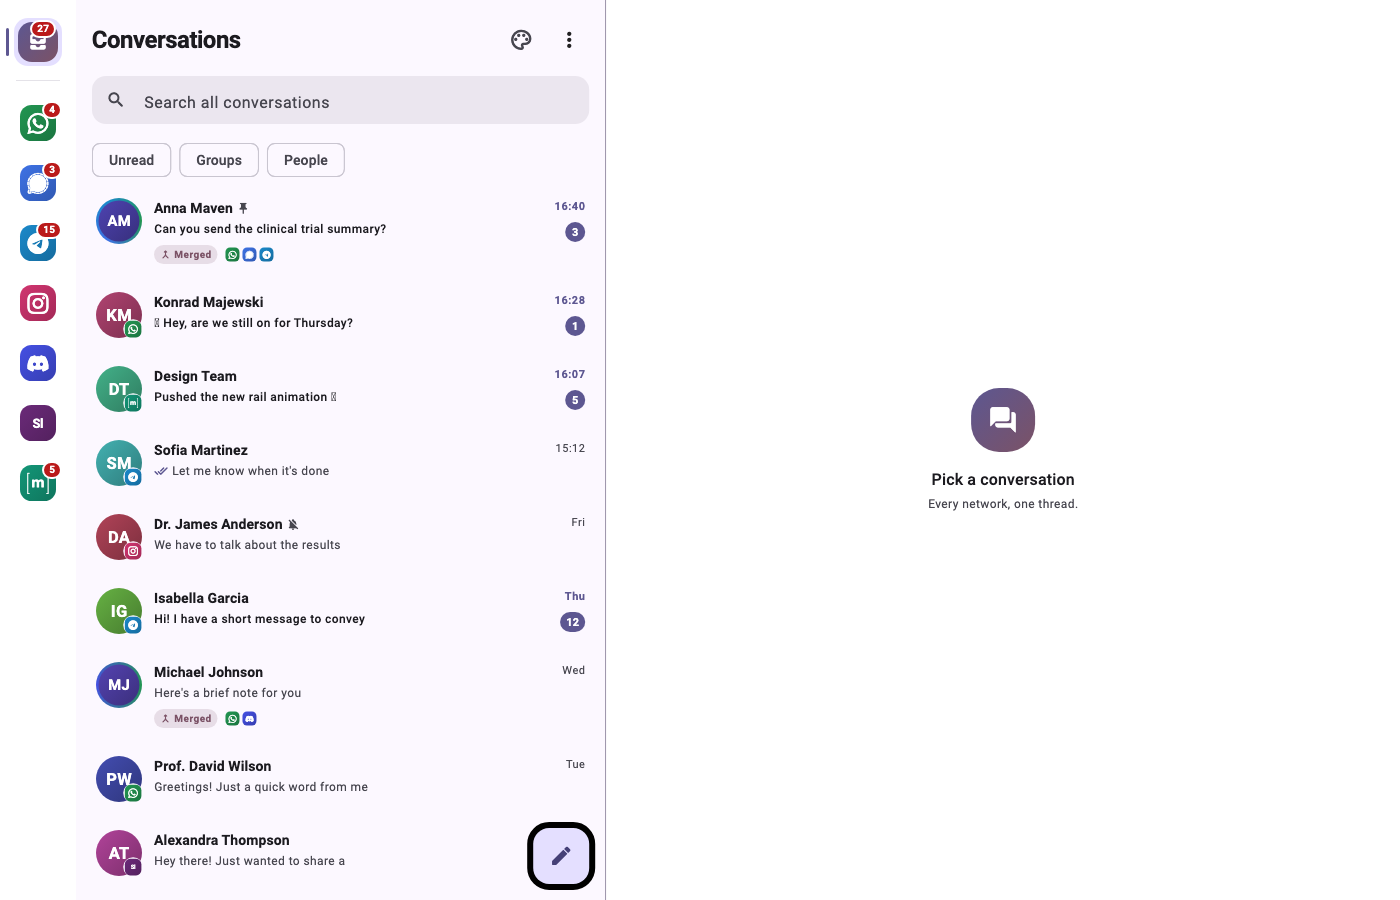 27
Conversations
4
Search all conversations
3
Unread Groups People
15
Anna Maven 16:40
AM
Can you send the clinical trial summary? 3
Merged
Konrad Majewski 16:28
KM
Hey, are we still on for Thursday? 1
Design Team 16:07
DT
Pushed the new rail animation 5
[m]
SI
Sofia Martinez 15:12
SM
Let me know when it's done
5
[m]
Dr. James Anderson Fri
DA
We have to talk about the results
Isabella Garcia Thu
IG
Hi! I have a short message to convey 12
Michael Johnson Wed
MJ
Here's a brief note for you
Merged
Prof. David Wilson Tue
PW
Greetings! Just a quick word from me
Alexandra Thompson
AT
Hey there! Just wanted to share a
SI
Pick a conversation
Every network, one thread.